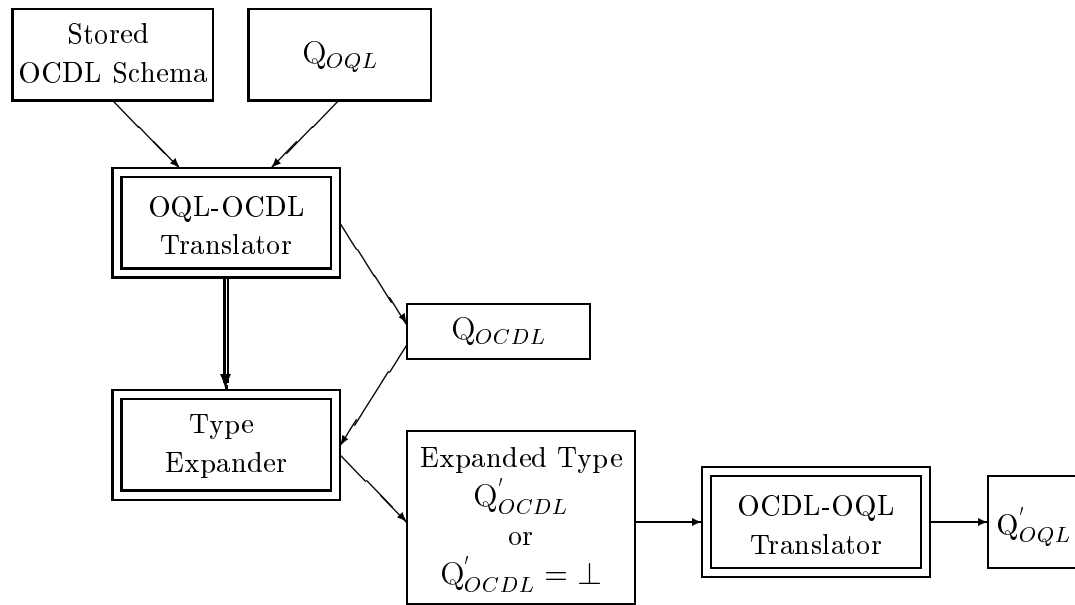 Stored
OCDL Schema
Q_{OQL}
OQL-OCDL
Translator
Q_{OCDL}
Type
Expander
Expanded Type
Q'_{OCDL}
or
Q'_{OCDL} = ⊥
OCDL-OQL
Translator
Q'_{OQL}